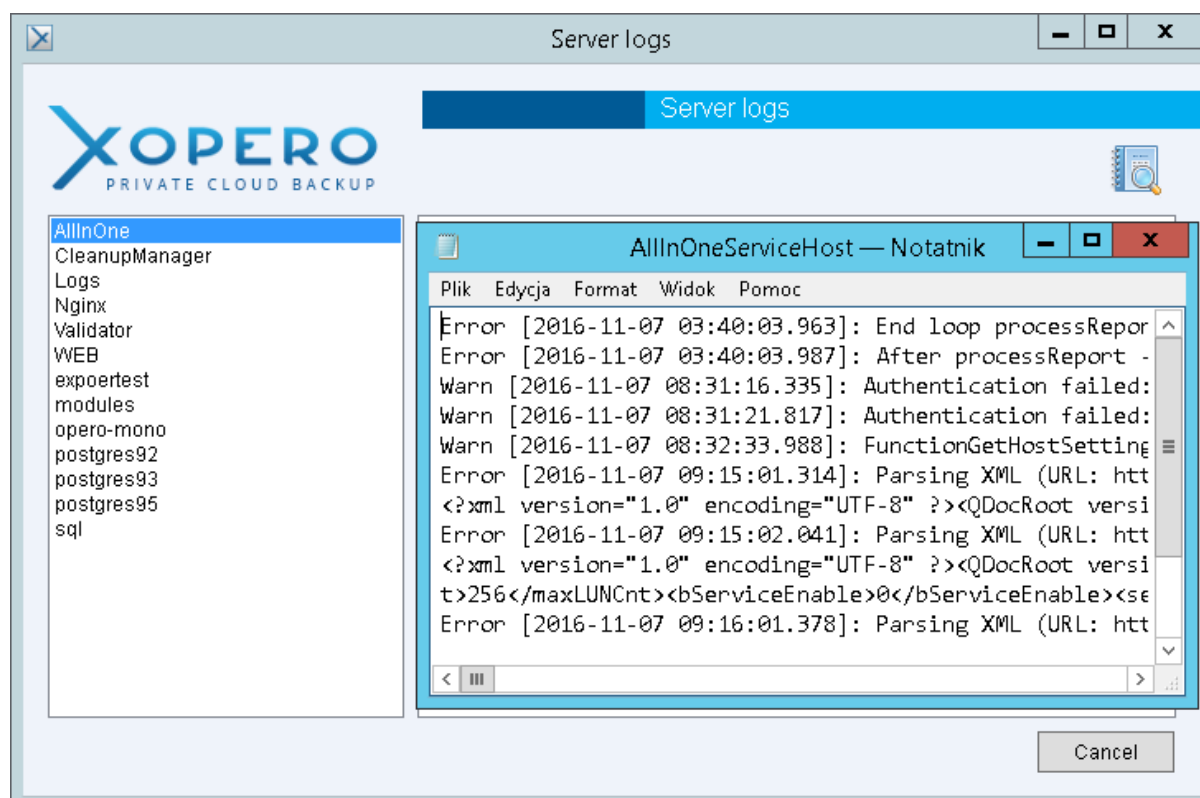 Server logs
Server logs
XOPERO
PRIVATE CLOUD BACKUP
AllInOne
CleanupManager
Logs
Nginx
Validator
WEB
expoertest
modules
opero-mono
postgres92
postgres93
postgres95
sql
AllInOneServiceHost — Notatnik
Plik Edycja Format Widok Pomoc
Error [2016-11-07 03:40:03.963]: End loop processRepor
Error [2016-11-07 03:40:03.987]: After processReport -
Warn [2016-11-07 08:31:16.335]: Authentication failed:
Warn [2016-11-07 08:31:21.817]: Authentication failed:
Warn [2016-11-07 08:32:33.988]: FunctionGetHostSetting
Error [2016-11-07 09:15:01.314]: Parsing XML (URL: htt
<?xml version="1.0" encoding="UTF-8" ?><QDocRoot versi
Error [2016-11-07 09:15:02.041]: Parsing XML (URL: htt
<?xml version="1.0" encoding="UTF-8" ?><QDocRoot versi
t>256</maxLUNCnt><bServiceEnable>0</bServiceEnable><se
Error [2016-11-07 09:16:01.378]: Parsing XML (URL: htt
Cancel